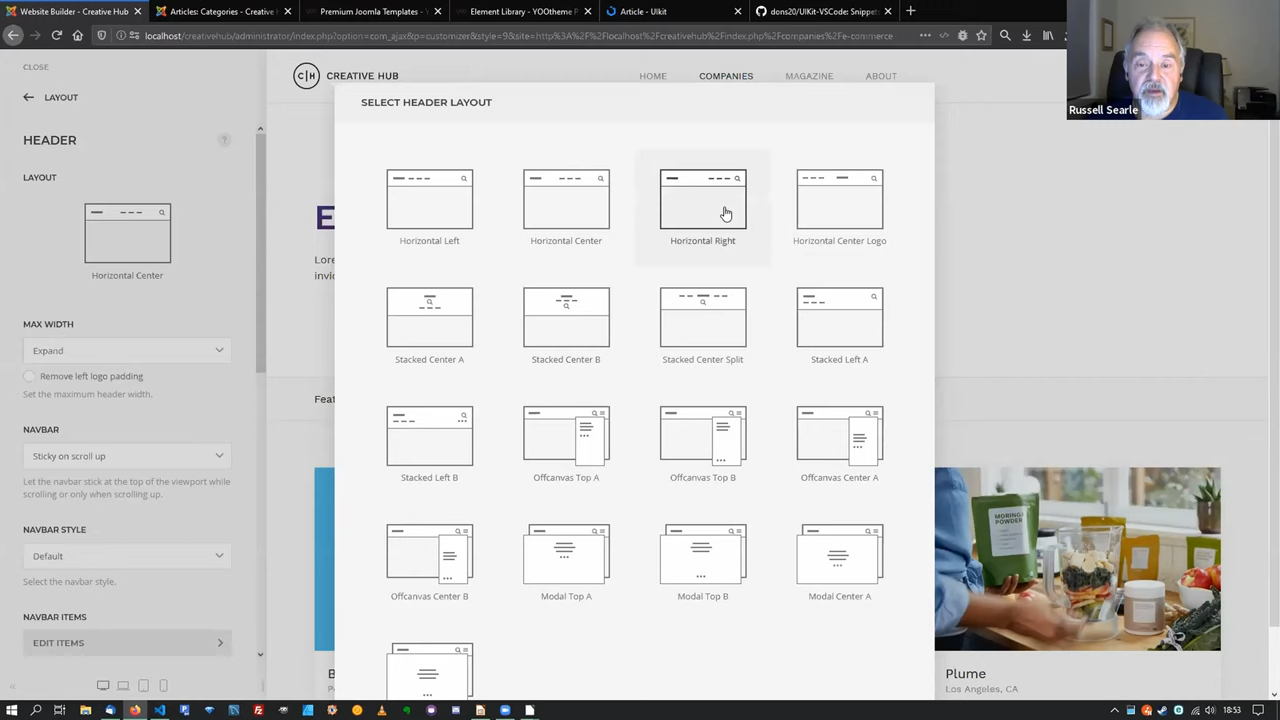 Website Builder - Creative Hub
Articles: Categories - Creative H
Premium Joomla Templates - Y
Element Library - YOOtheme P
Article - UIkit
dons20/UIKit-VSCode: Snippets
localhost/creativehub/administrator/index.php?option=com_ajax&p=customizer&style=9&site=http%3A%2F%2Flocalhost%2Fcreativehub%2Findex.php%2Fcompanies%2Fe-commerce
Russell Searle
CLOSE
LAYOUT
HEADER
?
LAYOUT
Horizontal Center
MAX WIDTH
Expand
Remove left logo padding
Set the maximum header width.
NAVBAR
Sticky on scroll up
Let the navbar stick at the top of the viewport while
scrolling or only when scrolling up.
NAVBAR STYLE
Default
Select the navbar style.
NAVBAR ITEMS
EDIT ITEMS
C|H CREATIVE HUB
HOME COMPANIES MAGAZINE ABOUT
SELECT HEADER LAYOUT
Horizontal Left
Horizontal Center
Horizontal Right
Horizontal Center Logo
Stacked Center A
Stacked Center B
Stacked Center Split
Stacked Left A
Stacked Left B
Offcanvas Top A
Offcanvas Top B
Offcanvas Center A
Offcanvas Center B
Modal Top A
Modal Top B
Modal Center A
E
Lore
invic
Feat
MORINGA
POWDER
B
P
Plume
Los Angeles, CA
18:53